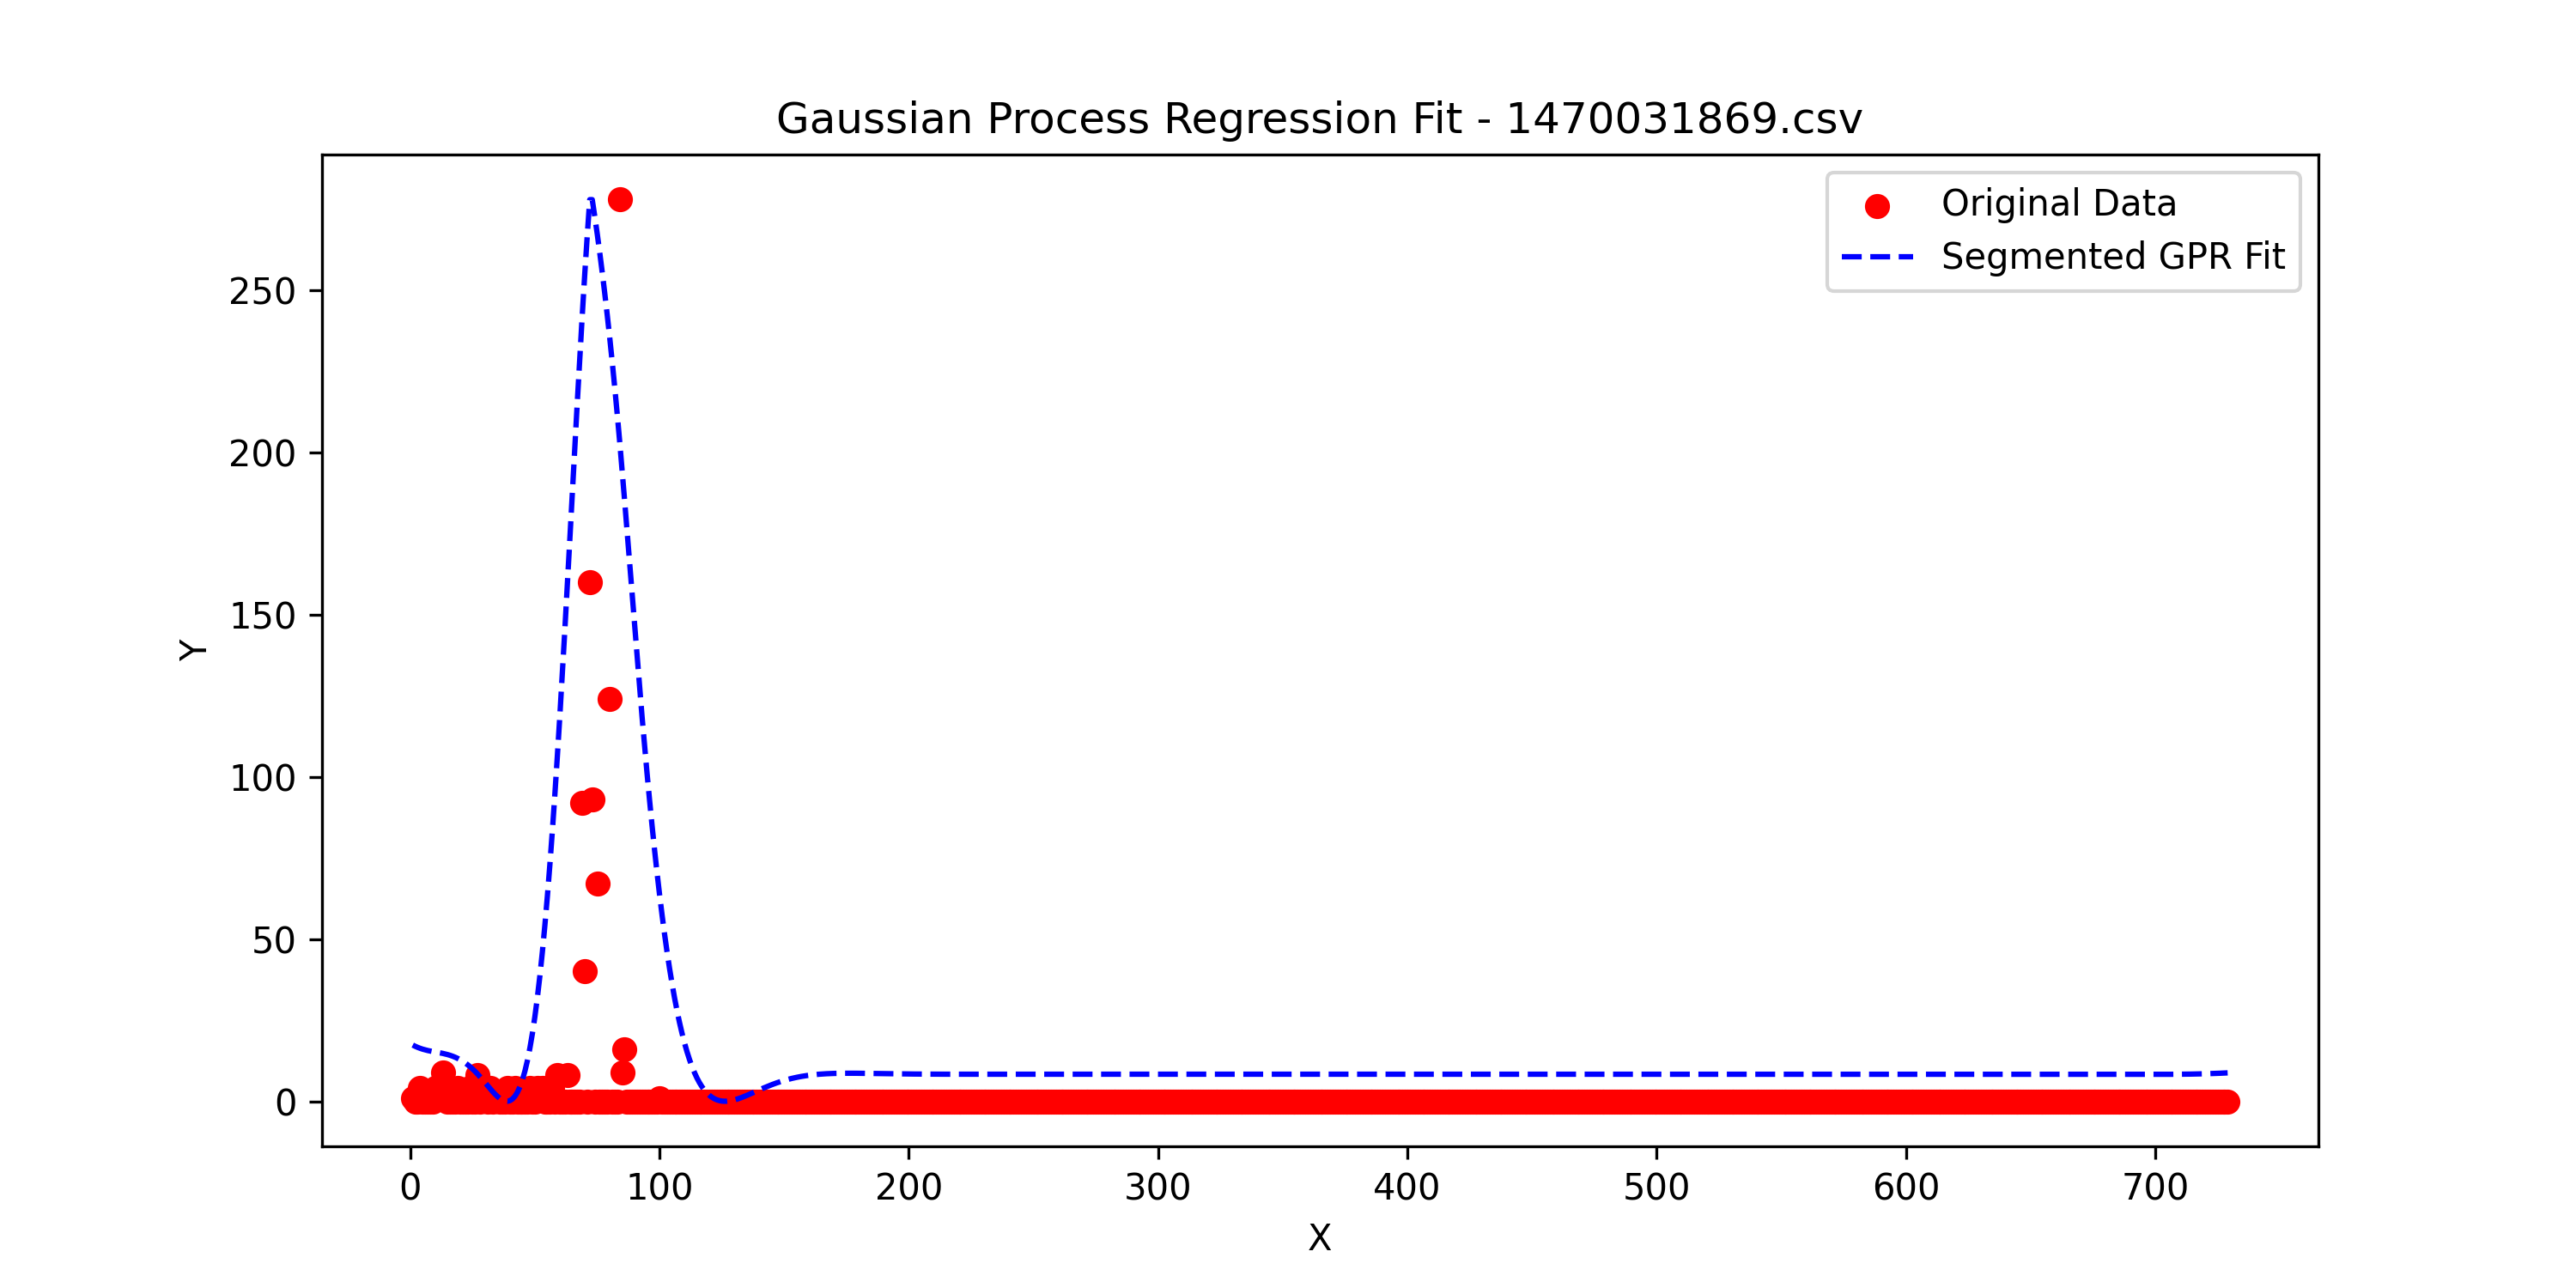 Gaussian Process Regression Fit - 1470031869.csv
Original Data
Segmented GPR Fit
250
200
150
100
50
0
Y
0 100 200 300 400 500 600 700
X